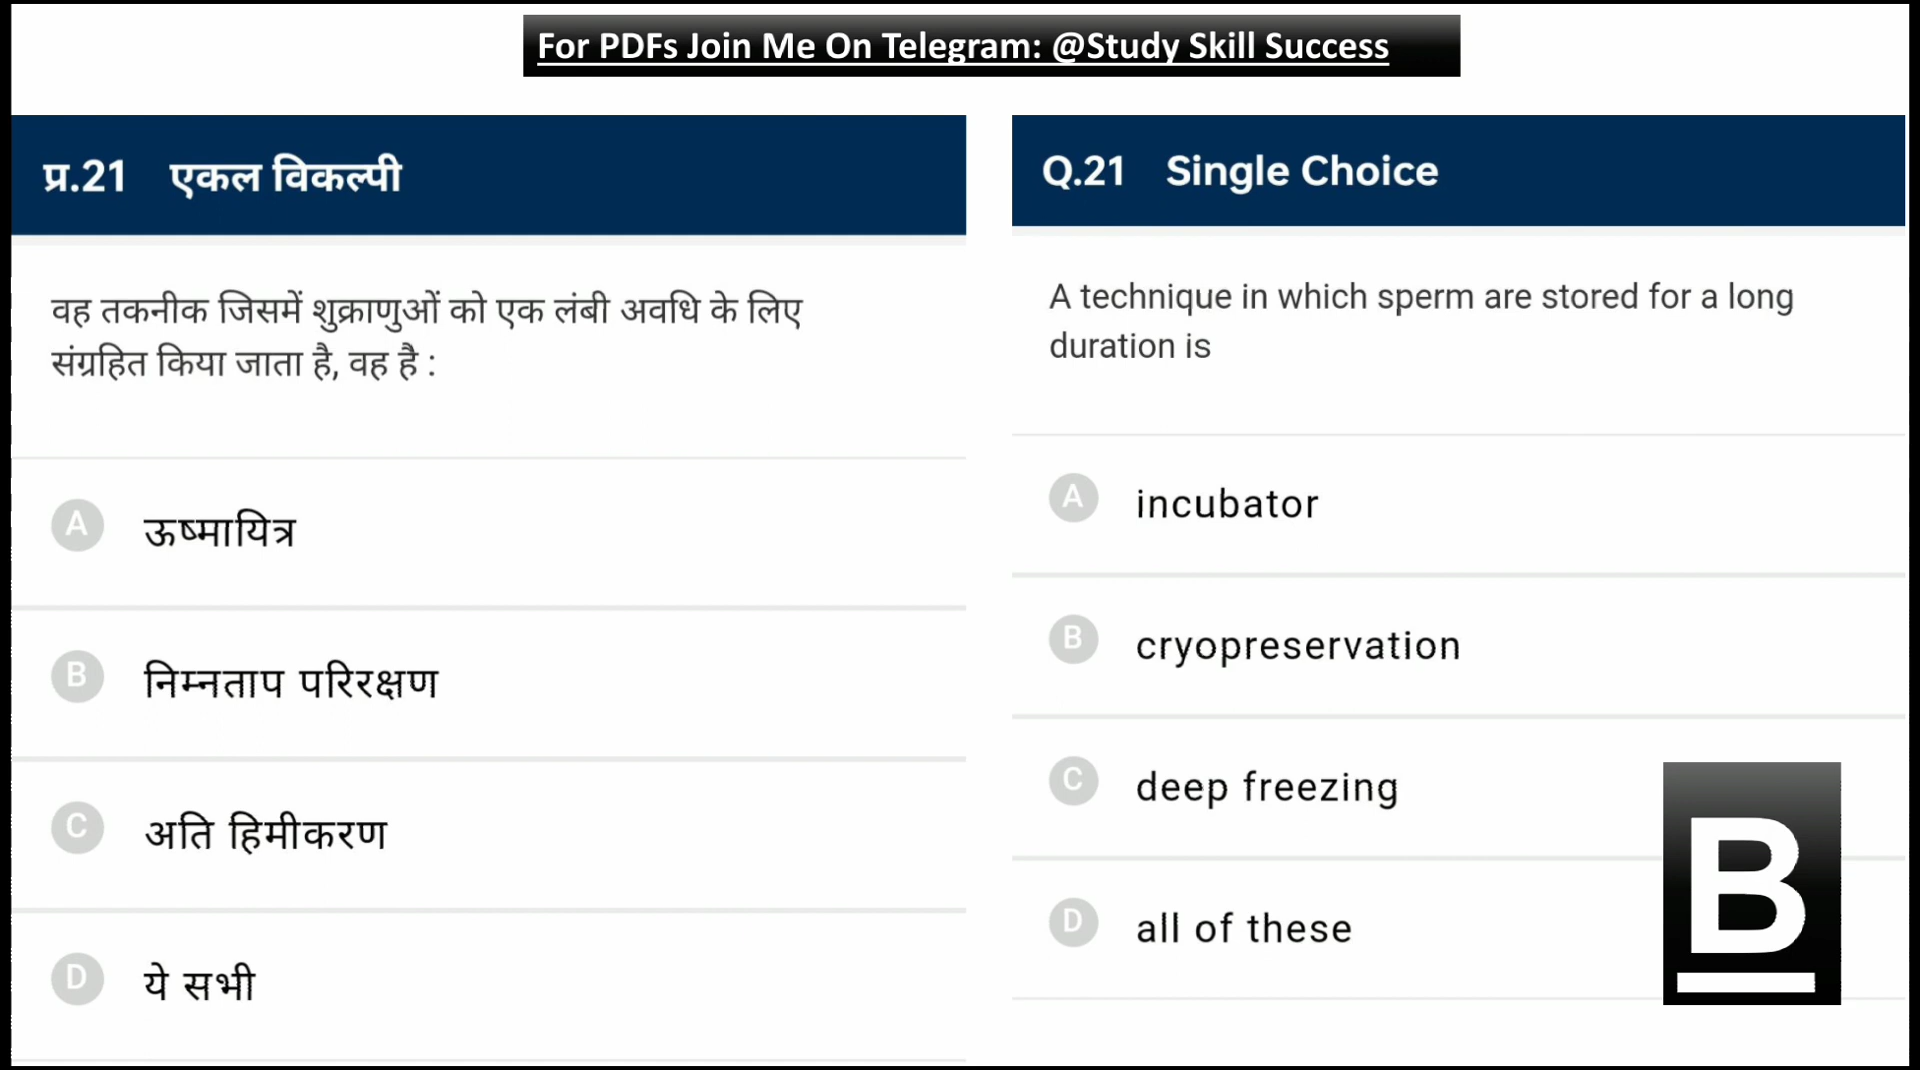 For PDFs Join Me On Telegram: @Study Skill Success
प्र.21 एकल विकल्पी
वह तकनीक जिसमें शुक्राणुओं को एक लंबी अवधि के लिए
संग्रहित किया जाता है, वह है :
A ऊष्मायित्र
B निम्नताप परिरक्षण
C अति हिमीकरण
D ये सभी
Q.21 Single Choice
A technique in which sperm are stored for a long
duration is
A incubator
B cryopreservation
C deep freezing
D all of these
B